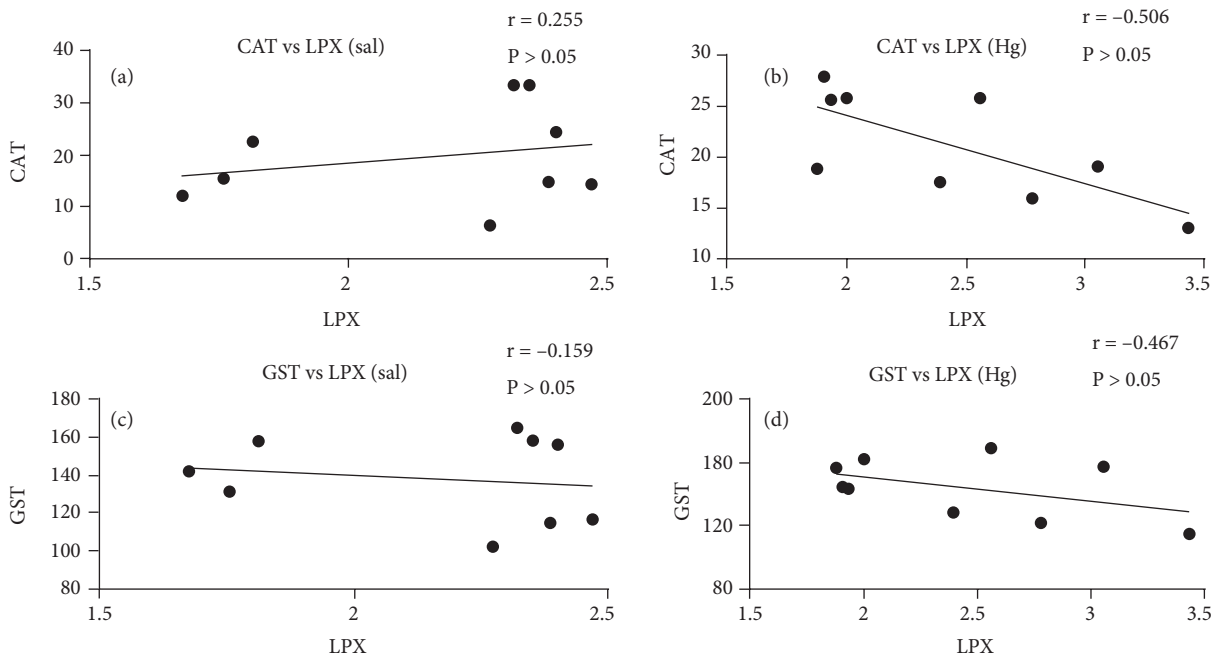 r = 0.255
CAT vs LPX (sal)
P > 0.05
(a)
40
30
20
10
0
CAT
1.5
2
2.5
LPX
r = –0.506
CAT vs LPX (Hg)
P > 0.05
(b)
30
25
20
15
10
CAT
1.5
2
2.5
3
3.5
LPX
r = –0.159
GST vs LPX (sal)
P > 0.05
(c)
180
160
140
120
100
80
GST
1.5
2
2.5
LPX
r = –0.467
GST vs LPX (Hg)
P > 0.05
(d)
200
180
120
80
GST
1.5
2
2.5
3
3.5
LPX